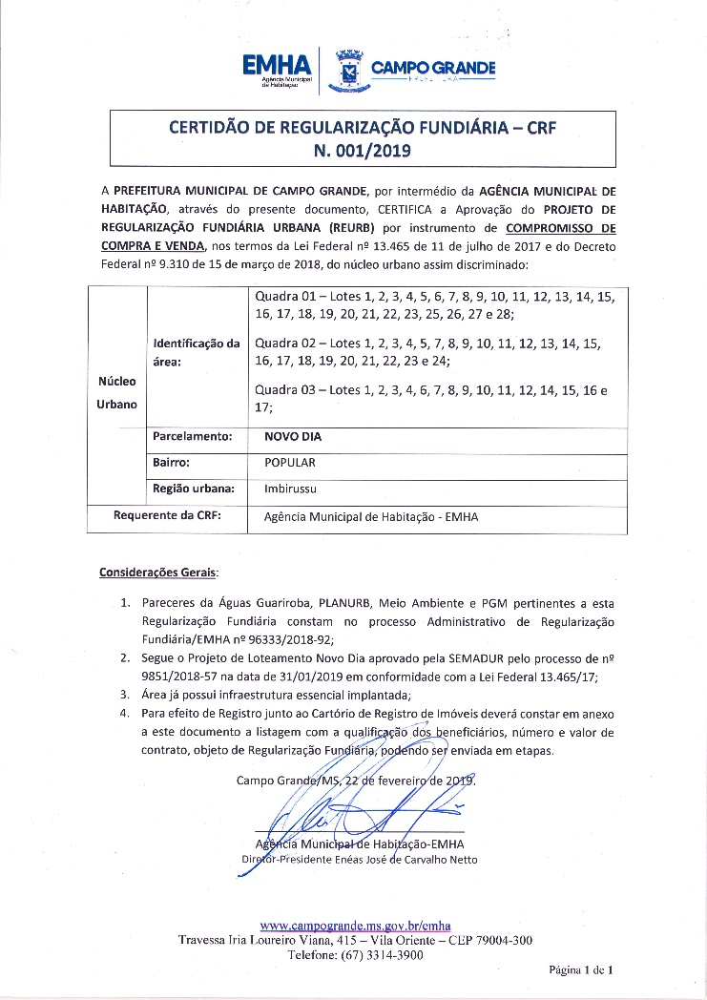 EMHA
Agência Municipal
de Habitação
CAMPO GRANDE
PREFEITURA
CERTIDÃO DE REGULARIZAÇÃO FUNDIÁRIA – CRF
N. 001/2019
A PREFEITURA MUNICIPAL DE CAMPO GRANDE, por intermédio da AGÊNCIA MUNICIPAL DE
HABITAÇÃO, através do presente documento, CERTIFICA a Aprovação do PROJETO DE
REGULARIZAÇÃO FUNDIÁRIA URBANA (REURB) por instrumento de COMPROMISSO DE
COMPRA E VENDA, nos termos da Lei Federal nº 13.465 de 11 de julho de 2017 e do Decreto
Federal nº 9.310 de 15 de março de 2018, do núcleo urbano assim discriminado:
Núcleo
Urbano
Identificação da
área:
Quadra 01 – Lotes 1, 2, 3, 4, 5, 6, 7, 8, 9, 10, 11, 12, 13, 14, 15,
16, 17, 18, 19, 20, 21, 22, 23, 25, 26, 27 e 28;
Quadra 02 – Lotes 1, 2, 3, 4, 5, 7, 8, 9, 10, 11, 12, 13, 14, 15,
16, 17, 18, 19, 20, 21, 22, 23 e 24;
Quadra 03 – Lotes 1, 2, 3, 4, 6, 7, 8, 9, 10, 11, 12, 14, 15, 16 e
17;
Parcelamento: NOVO DIA
Bairro: POPULAR
Região urbana: Imbirussu
Requerente da CRF: Agência Municipal de Habitação - EMHA
Considerações Gerais:
1. Pareceres da Águas Guariroba, PLANURB, Meio Ambiente e PGM pertinentes a esta
Regularização Fundiária constam no processo Administrativo de Regularização
Fundiária/EMHA nº 96333/2018-92;
2. Segue o Projeto de Loteamento Novo Dia aprovado pela SEMADUR pelo processo de nº
9851/2018-57 na data de 31/01/2019 em conformidade com a Lei Federal 13.465/17;
3. Área já possui infraestrutura essencial implantada;
4. Para efeito de Registro junto ao Cartório de Registro de Imóveis deverá constar em anexo
a este documento a listagem com a qualificação dos beneficiários, número e valor de
contrato, objeto de Regularização Fundiária, podendo ser enviada em etapas.
Campo Grande/MS, 22 de fevereiro de 2019.
Agência Municipal de Habitação-EMHA
Diretor-Presidente Enéas José de Carvalho Netto
www.campogrande.ms.gov.br/emha
Travessa Iria Loureiro Viana, 415 – Vila Oriente – CEP 79004-300
Telefone: (67) 3314-3900
Página 1 de 1